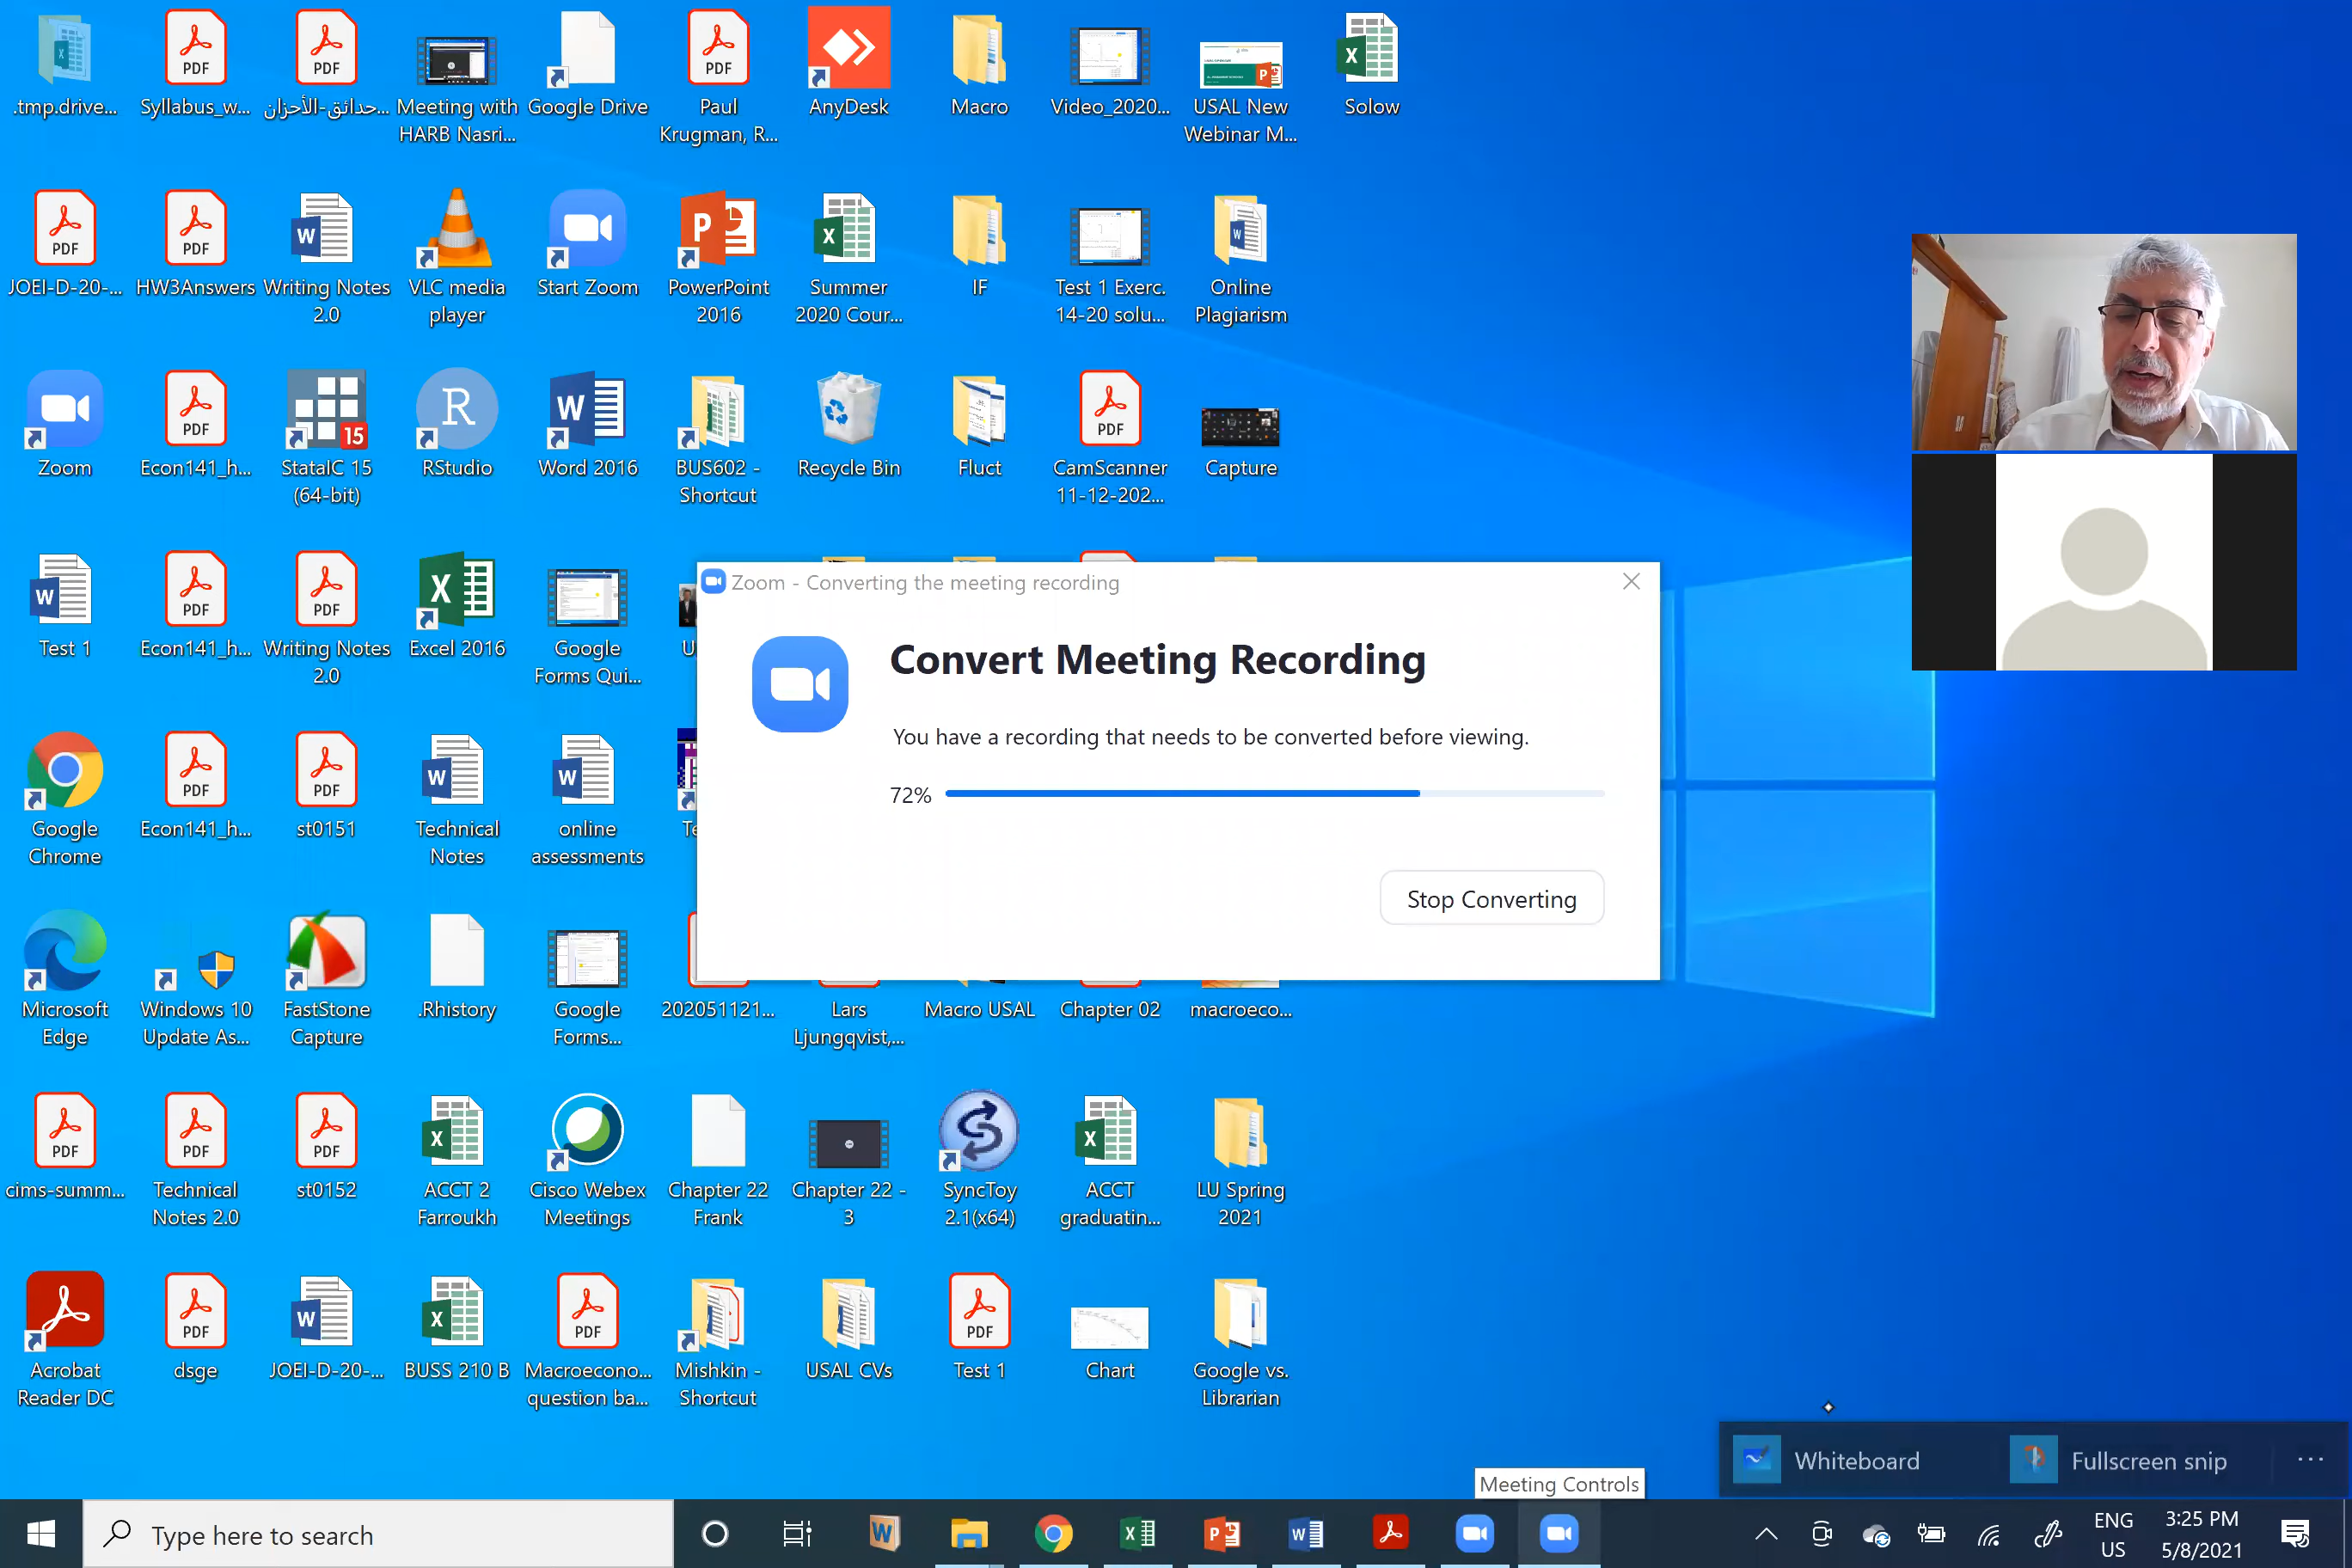 .tmp.drive...
Syllabus_w...
حدائق-الأحزان...
Meeting with
HARB Nasri...
Google Drive
Paul
Krugman, R...
AnyDesk
Macro
Video_2020...
USAL New
Webinar M...
Solow
JOEI-D-20-...
HW3Answers
Writing Notes
2.0
VLC media
player
Start Zoom
PowerPoint
2016
Summer
2020 Cour...
IF
Test 1 Exerc.
14-20 solu...
Online
Plagiarism
Zoom
Econ141_h...
StataIC 15
(64-bit)
RStudio
Word 2016
BUS602 -
Shortcut
Recycle Bin
Fluct
CamScanner
11-12-202...
Capture
Test 1
Econ141_h...
Writing Notes
2.0
Excel 2016
Google
Forms Qui...
Zoom - Converting the meeting recording
Convert Meeting Recording
You have a recording that needs to be converted before viewing.
72%
Stop Converting
Google
Chrome
Econ141_h...
st0151
Technical
Notes
online
assessments
Microsoft
Edge
Windows 10
Update As...
FastStone
Capture
.Rhistory
Google
Forms...
202051121...
Lars
Ljungqvist,...
Macro USAL
Chapter 02
macroeco...
cims-summ...
Technical
Notes 2.0
st0152
ACCT 2
Farroukh
Cisco Webex
Meetings
Chapter 22
Frank
Chapter 22 -
3
SyncToy
2.1(x64)
ACCT
graduatin...
LU Spring
2021
Acrobat
Reader DC
dsge
JOEI-D-20-...
BUSS 210 B
Macroecono...
question ba...
Mishkin -
Shortcut
USAL CVs
Test 1
Chart
Google vs.
Librarian
Whiteboard
Fullscreen snip
Meeting Controls
Type here to search
ENG
US
3:25 PM
5/8/2021